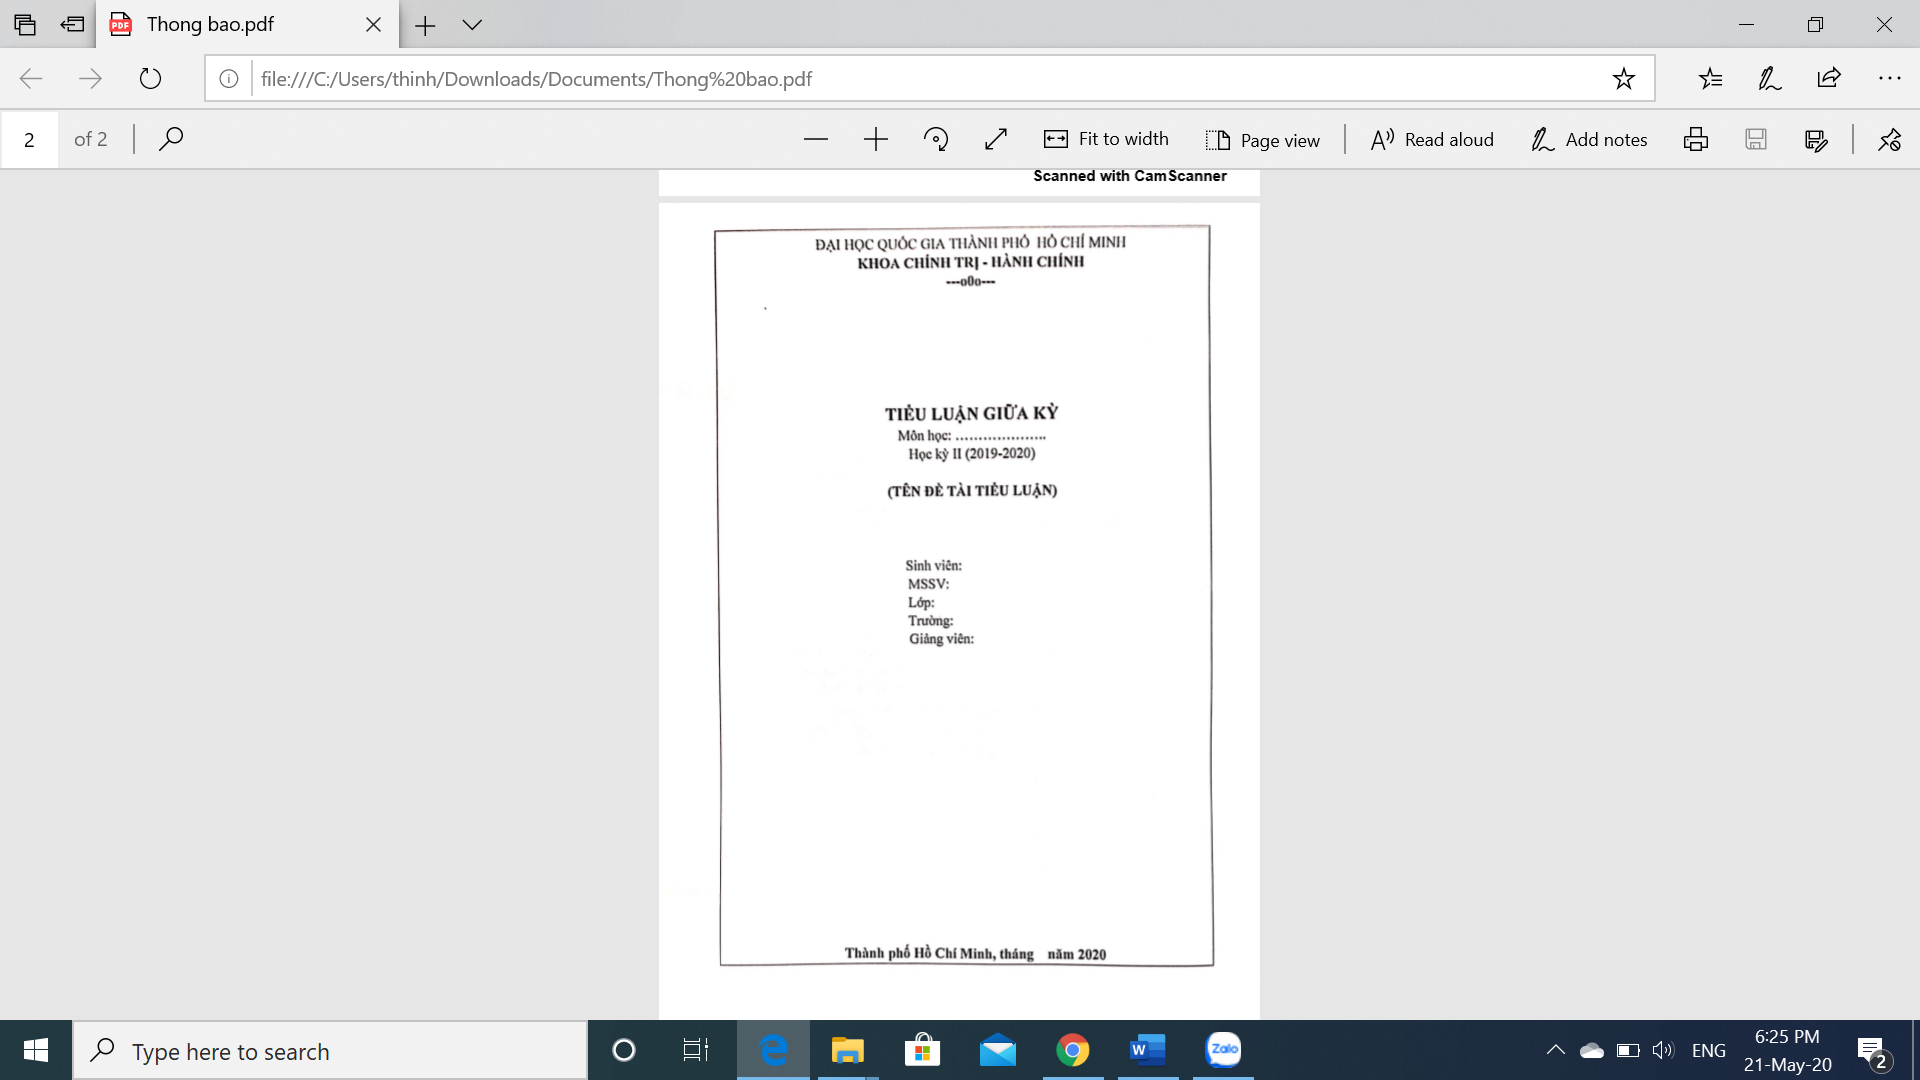 Thong bao.pdf
file:///C:/Users/thinh/Downloads/Documents/Thong%20bao.pdf
2 of 2
Fit to width
Page view
Read aloud
Add notes
Scanned with CamScanner
ĐẠI HỌC QUỐC GIA THÀNH PHỐ HỒ CHÍ MINH
KHOA CHÍNH TRỊ - HÀNH CHÍNH
---o0o---
TIỂU LUẬN GIỮA KỲ
Môn học: ....................
Học kỳ II (2019-2020)
(TÊN ĐỀ TÀI TIỂU LUẬN)
Sinh viên:
MSSV:
Lớp:
Trường:
Giảng viên:
Thành phố Hồ Chí Minh, tháng năm 2020
Type here to search
Zalo
ENG
6:25 PM
21-May-20
2